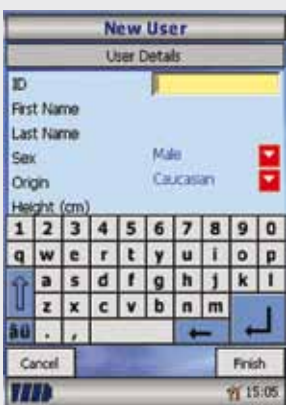 New User
User Details
ID
First Name
Last Name
Sex Male
Origin Caucasian
Height (cm)
1 2 3 4 5 6 7 8 9 0
q w e r t y u i o p
a s d f g h j k l
z x c v b n m
áü . ,
Cancel Finish
15:05